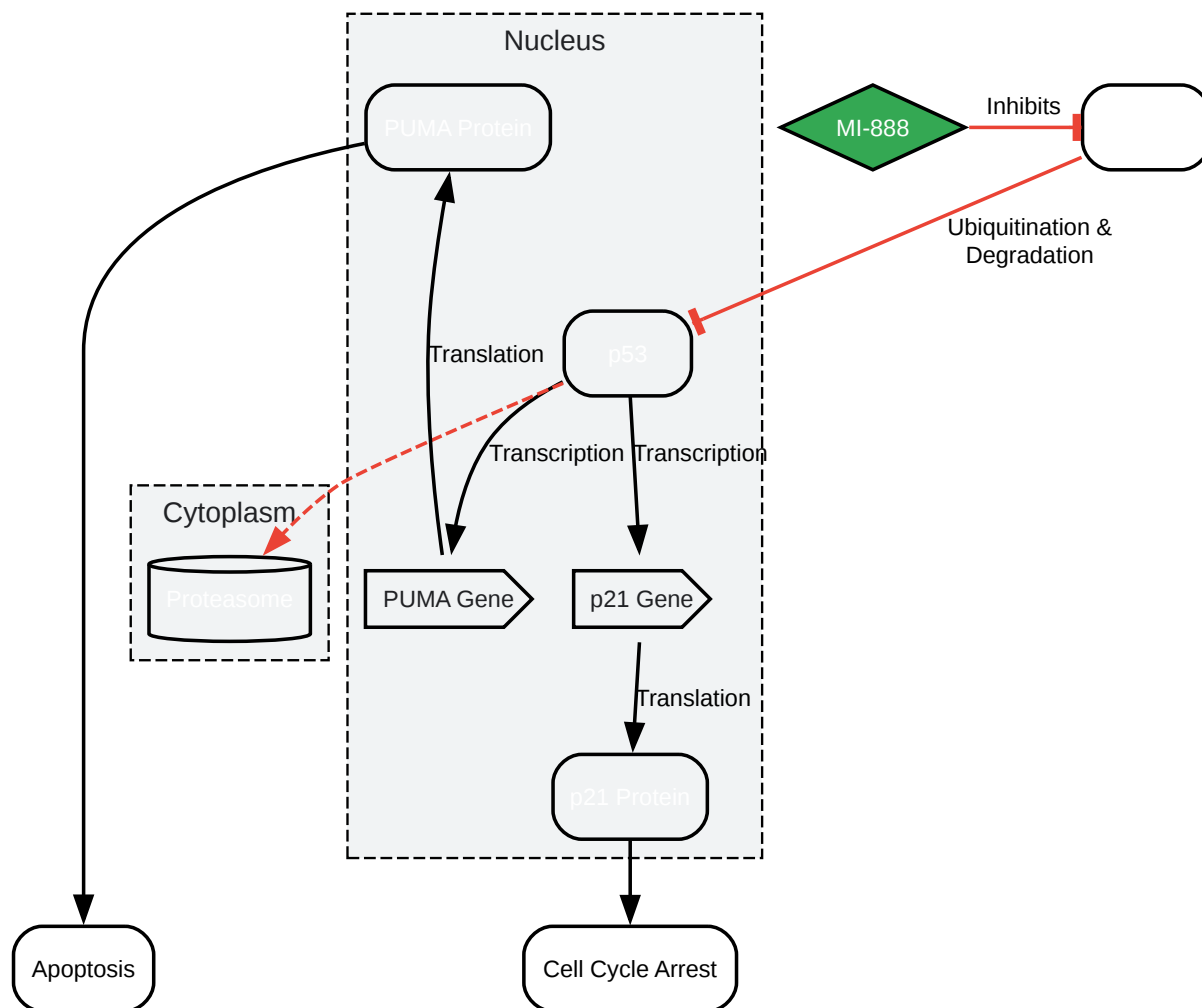 Nucleus
PUMA Protein
MI-888
Inhibits
Ubiquitination &
Degradation
p53
Translation
Transcription
Transcription
Cytoplasm
Proteasome
PUMA Gene
p21 Gene
Translation
p21 Protein
Apoptosis
Cell Cycle Arrest